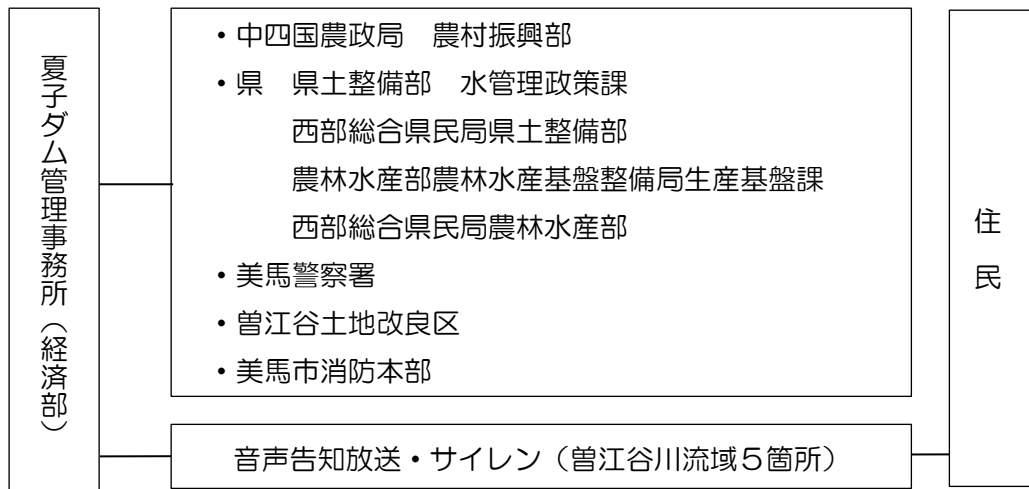 夏子ダム管理事務所（経済部）
・中四国農政局　農村振興部
・県　県土整備部　水管理政策課
西部総合県民局県土整備部
農林水産部農林水産基盤整備局生産基盤課
西部総合県民局農林水産部
・美馬警察署
・曽江谷土地改良区
・美馬市消防本部
音声告知放送・サイレン（曽江谷川流域５箇所）
住民